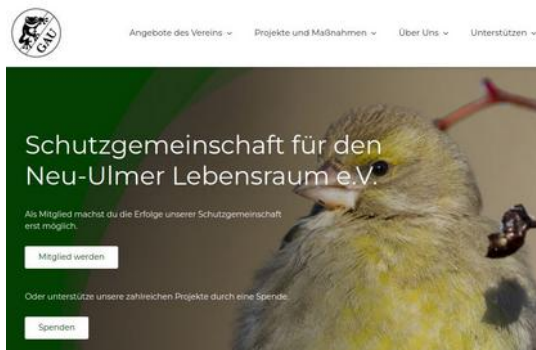 GAU
Angebote des Vereins
Projekte und Maßnahmen
Über Uns
Unterstützen
Schutzgemeinschaft für den
Neu-Ulmer Lebensraum e.V.
Als Mitglied machst du die Erfolge unserer Schutzgemeinschaft
erst möglich.
Mitglied werden
Oder unterstütze unsere zahlreichen Projekte durch eine Spende.
Spenden